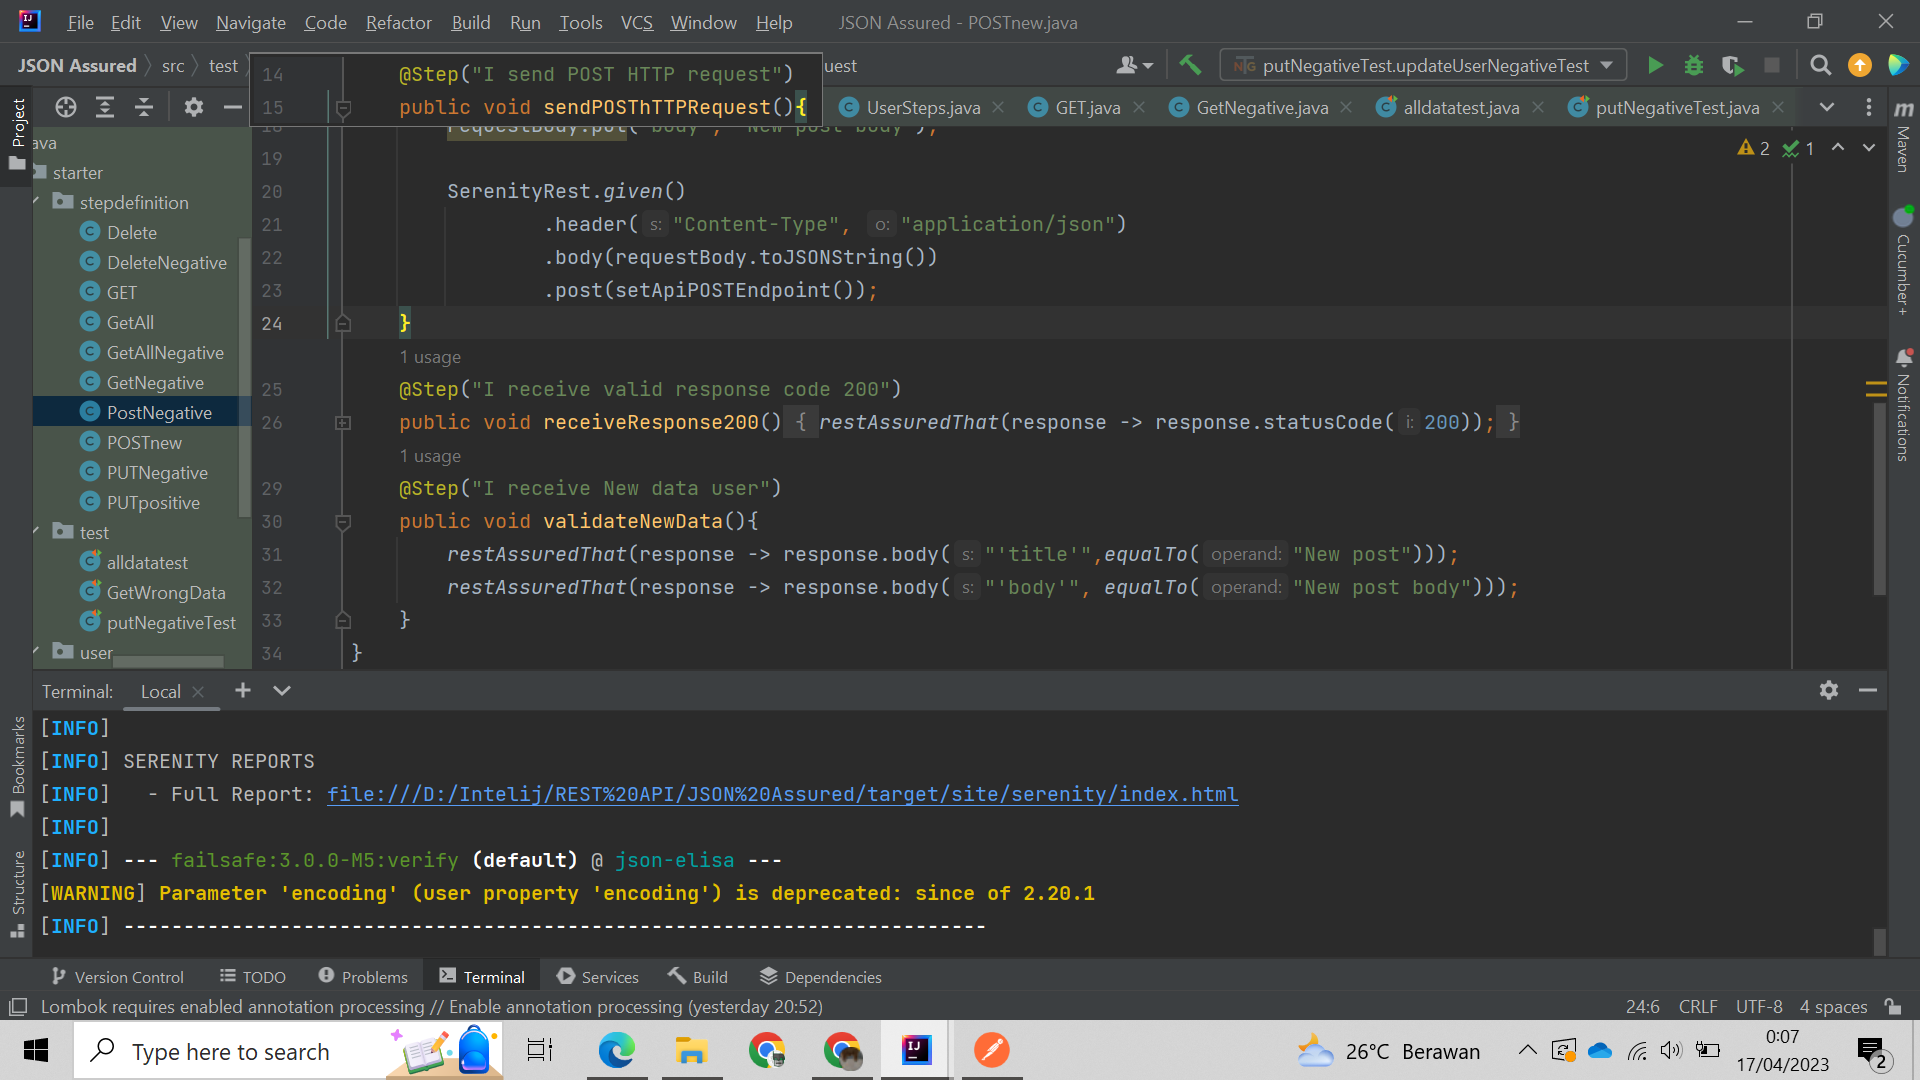 File Edit View Navigate Code Refactor Build Run Tools VCS Window Help JSON Assured - POSTnew.java
JSON Assured src test uest putNegativeTest.updateUserNegativeTest
14 @Step("I send POST HTTP request")
15 public void sendPOSThTTPRequest(){
UserSteps.java GET.java GetNegative.java alldatatest.java putNegativeTest.java
Project
ava
starter
stepdefinition
Delete
DeleteNegative
GET
GetAll
GetAllNegative
GetNegative
PostNegative
POSTnew
PUTNegative
PUTpositive
test
alldatatest
GetWrongData
putNegativeTest
user
2 1
18 requestBody.put("body", "New post body");
19
20 SerenityRest.given()
21 .header( s: "Content-Type", o: "application/json")
22 .body(requestBody.toJSONString())
23 .post(setApiPOSTEndpoint());
24 }
1 usage
25 @Step("I receive valid response code 200")
26 public void receiveResponse200() { restAssuredThat(response -> response.statusCode( i: 200)); }
1 usage
29 @Step("I receive New data user")
30 public void validateNewData(){
31 restAssuredThat(response -> response.body( s: "'title'",equalTo( operand: "New post")));
32 restAssuredThat(response -> response.body( s: "'body'", equalTo( operand: "New post body")));
33 }
34 }
m Maven
Cucumber+
Notifications
Bookmarks
Structure
Terminal: Local
[INFO]
[INFO] SERENITY REPORTS
[INFO]   - Full Report: file:///D:/Intelij/REST%20API/JSON%20Assured/target/site/serenity/index.html
[INFO]
[INFO] --- failsafe:3.0.0-M5:verify (default) @ json-elisa ---
[WARNING] Parameter 'encoding' (user property 'encoding') is deprecated: since of 2.20.1
[INFO] ------------------------------------------------------------------------
Version Control TODO Problems Terminal Services Build Dependencies
Lombok requires enabled annotation processing // Enable annotation processing (yesterday 20:52) 24:6 CRLF UTF-8 4 spaces
Type here to search 26°C Berawan 0:07
17/04/2023 2